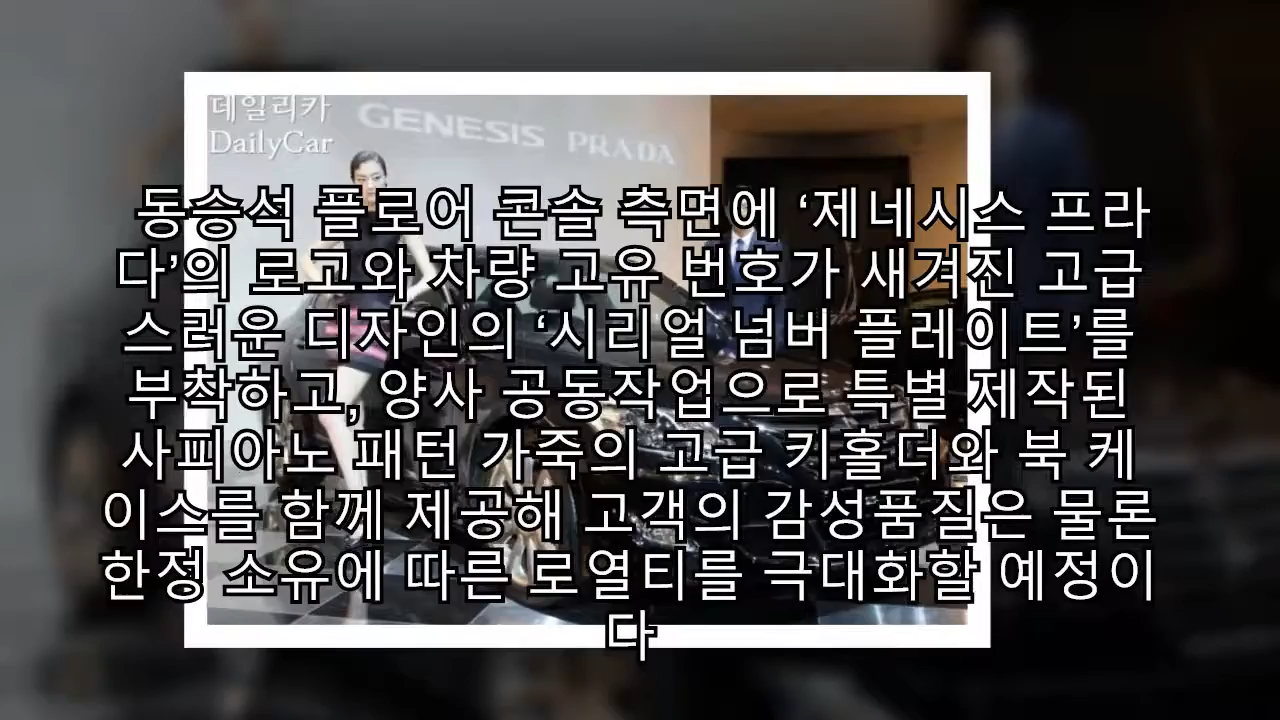 데일리카
DailyCar
GENESIS PRADA
동승석 플로어 콘솔 측면에 ‘제네시스 프라
다’의 로고와 차량 고유 번호가 새겨진 고급
스러운 디자인의 ‘시리얼 넘버 플레이트’를
부착하고, 양사 공동작업으로 특별 제작된
사피아노 패턴 가죽의 고급 키홀더와 북 케
이스를 함께 제공해 고객의 감성품질은 물론
한정 소유에 따른 로열티를 극대화할 예정이
다